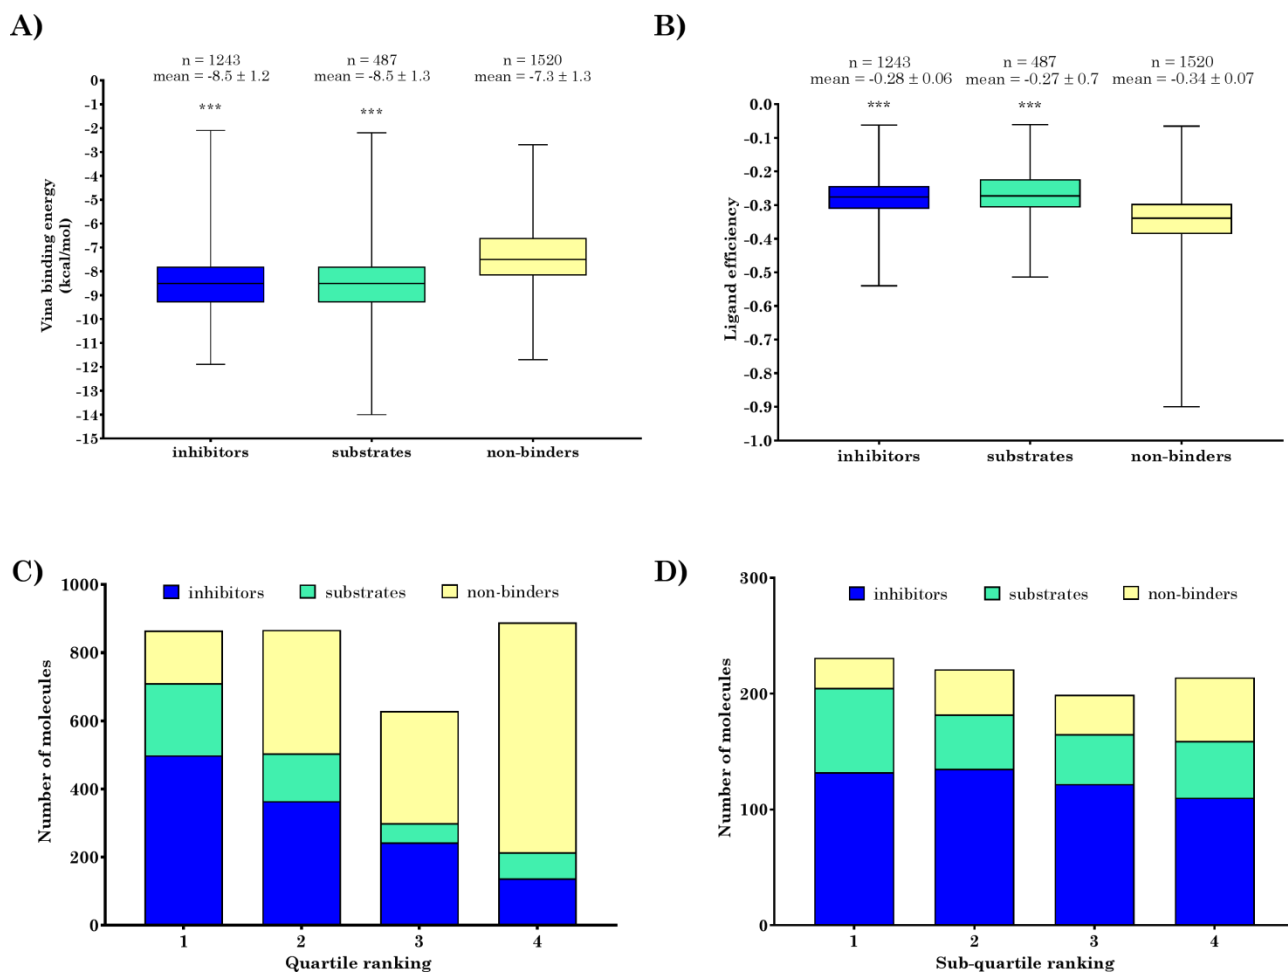 A)
n = 1243
mean = -8.5 ± 1.2
n = 487
mean = -8.5 ± 1.3
n = 1520
mean = -7.3 ± 1.3
***
***
Vina binding energy
(kcal/mol)
0
-1
-2
-3
-4
-5
-6
-7
-8
-9
-10
-11
-12
-13
-14
-15
inhibitors
substrates
non-binders
B)
n = 1243
mean = -0.28 ± 0.06
n = 487
mean = -0.27 ± 0.7
n = 1520
mean = -0.34 ± 0.07
***
***
Ligand efficiency
0.0
-0.1
-0.2
-0.3
-0.4
-0.5
-0.6
-0.7
-0.8
-0.9
-1.0
inhibitors
substrates
non-binders
C)
inhibitors
substrates
non-binders
Number of molecules
1000
800
600
400
200
0
1
2
3
4
Quartile ranking
D)
inhibitors
substrates
non-binders
Number of molecules
300
200
100
0
1
2
3
4
Sub-quartile ranking